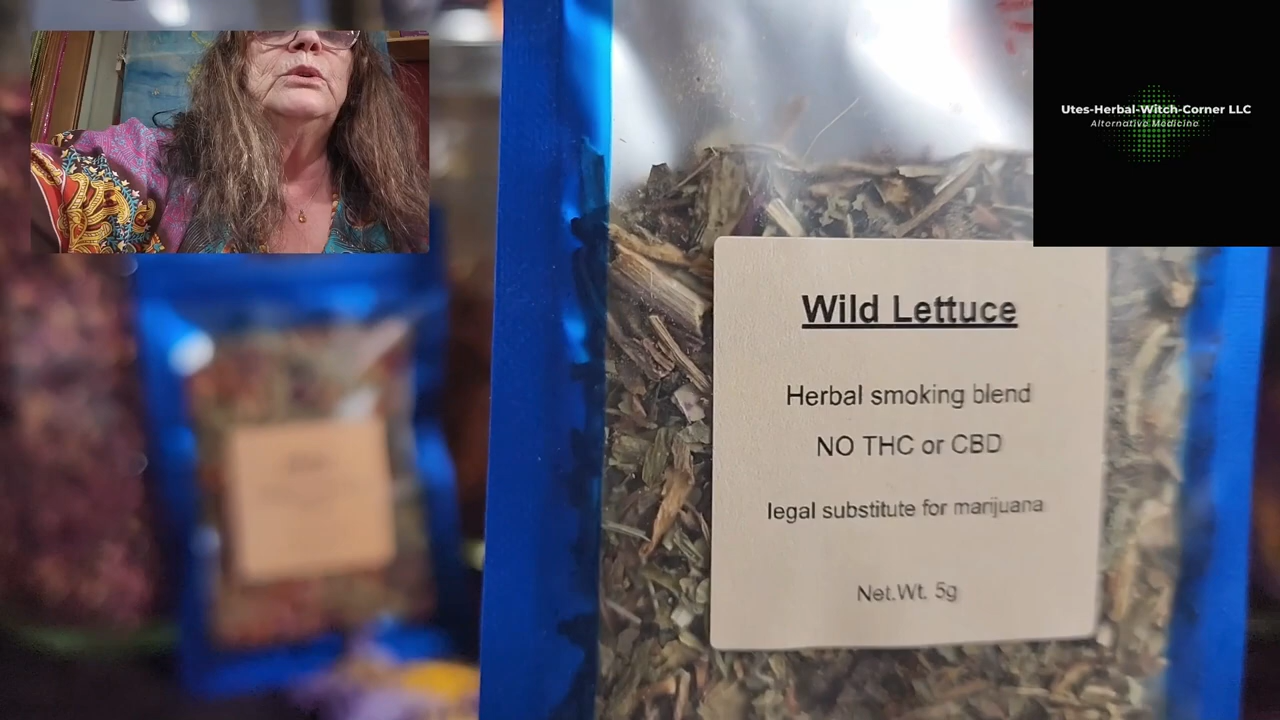 Utes-Herbal-Witch-Corner LLC
Alternative Medicine
Wild Lettuce
Herbal smoking blend
NO THC or CBD
legal substitute for marijuana
Net.Wt. 5g